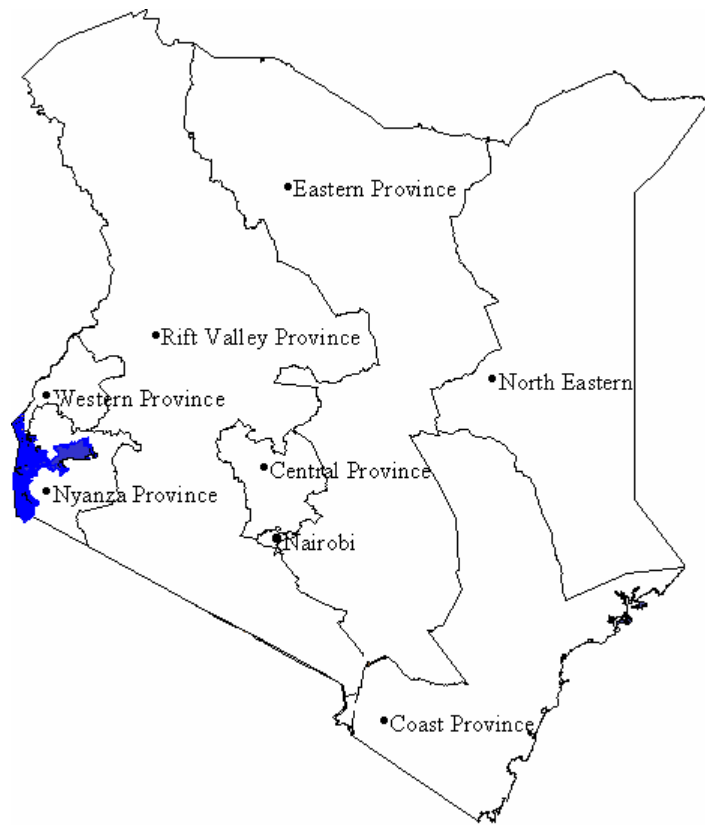 Eastern Province
Rift Valley Province
North Eastern
Western Province
Central Province
Nyanza Province
Nairobi
Coast Province